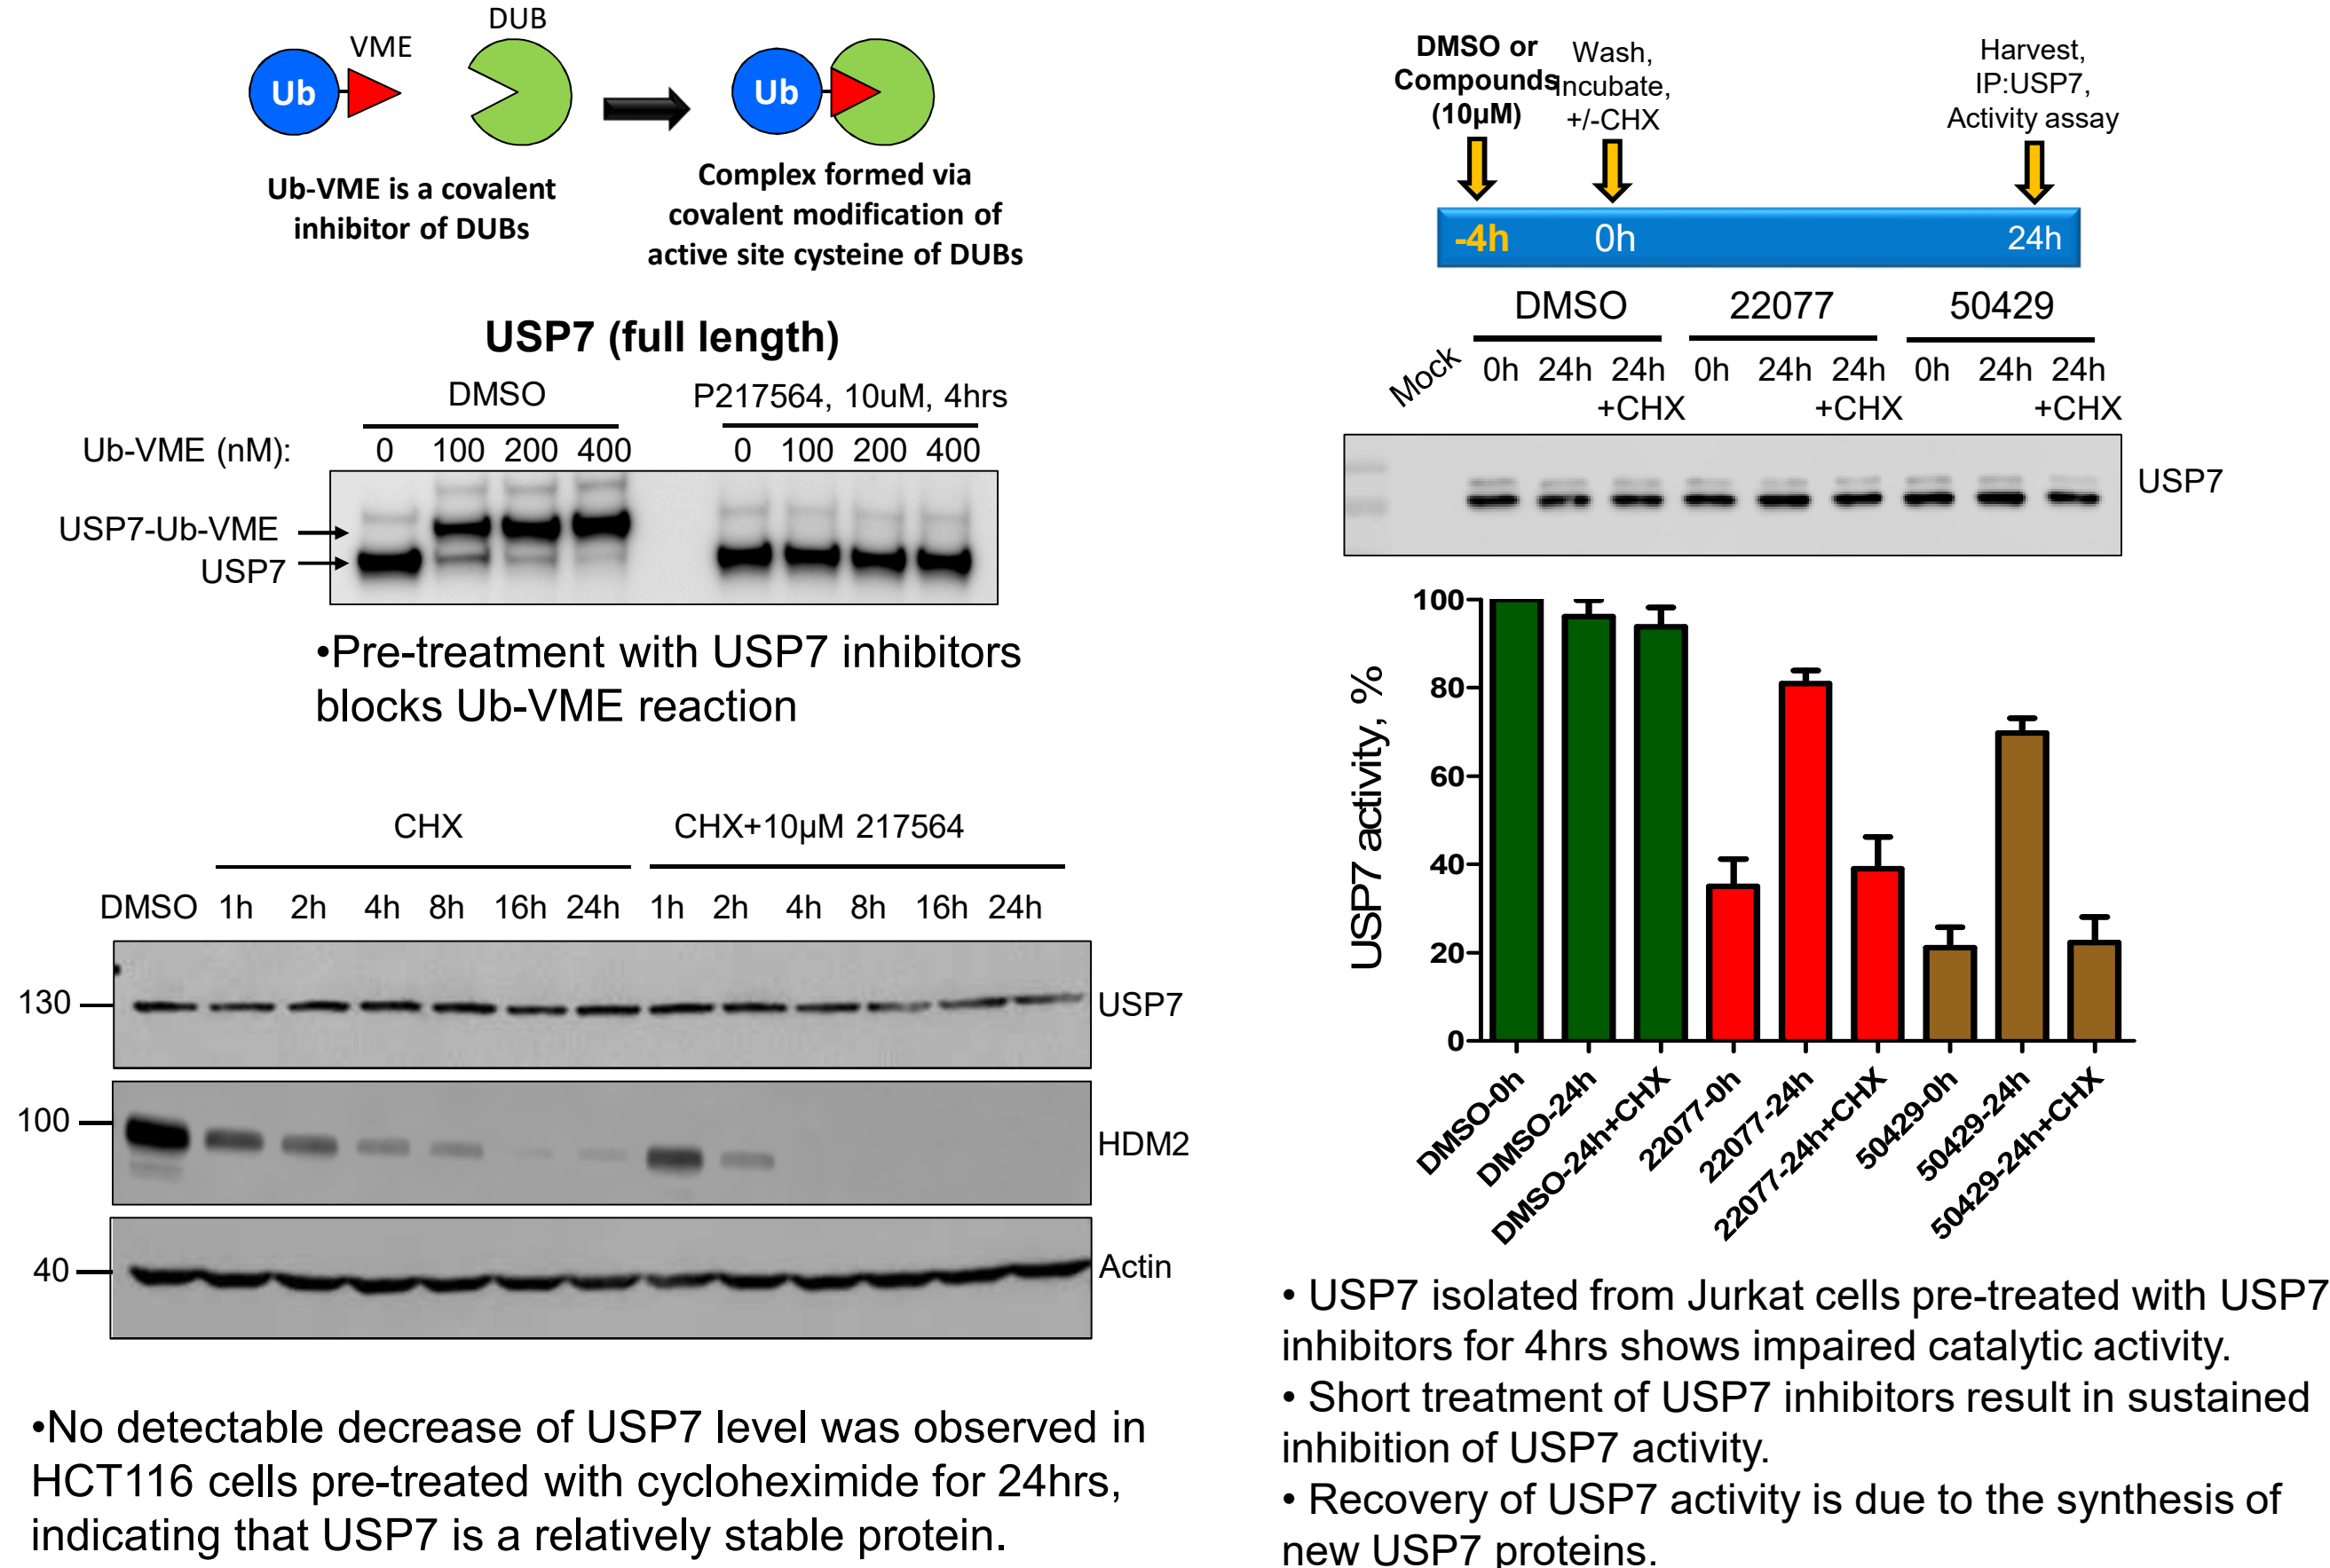 DUB
VME
Ub
Ub
Ub-VME is a covalent
inhibitor of DUBs
Complex formed via
covalent modification of
active site cysteine of DUBs
USP7 (full length)
DMSO
P217564, 10uM, 4hrs
Ub-VME (nM):
0 100 200 400 0 100 200 400
USP7-Ub-VME
USP7
•Pre-treatment with USP7 inhibitors
blocks Ub-VME reaction
CHX
CHX+10µM 217564
DMSO 1h 2h 4h 8h 16h 24h 1h 2h 4h 8h 16h 24h
130
USP7
100
HDM2
40
Actin
•No detectable decrease of USP7 level was observed in
HCT116 cells pre-treated with cycloheximide for 24hrs,
indicating that USP7 is a relatively stable protein.
DMSO or
Compounds
(10µM)
Wash,
Incubate,
+/-CHX
Harvest,
IP:USP7,
Activity assay
-4h 0h 24h
DMSO 22077 50429
Mock 0h 24h 24h 0h 24h 24h 0h 24h 24h
+CHX +CHX +CHX
USP7
USP7 activity, %
100
80
60
40
20
0
DMSO-0h
DMSO-24h
DMSO-24h+CHX
22077-0h
22077-24h
22077-24h+CHX
50429-0h
50429-24h
50429-24h+CHX
• USP7 isolated from Jurkat cells pre-treated with USP7
inhibitors for 4hrs shows impaired catalytic activity.
• Short treatment of USP7 inhibitors result in sustained
inhibition of USP7 activity.
• Recovery of USP7 activity is due to the synthesis of
new USP7 proteins.